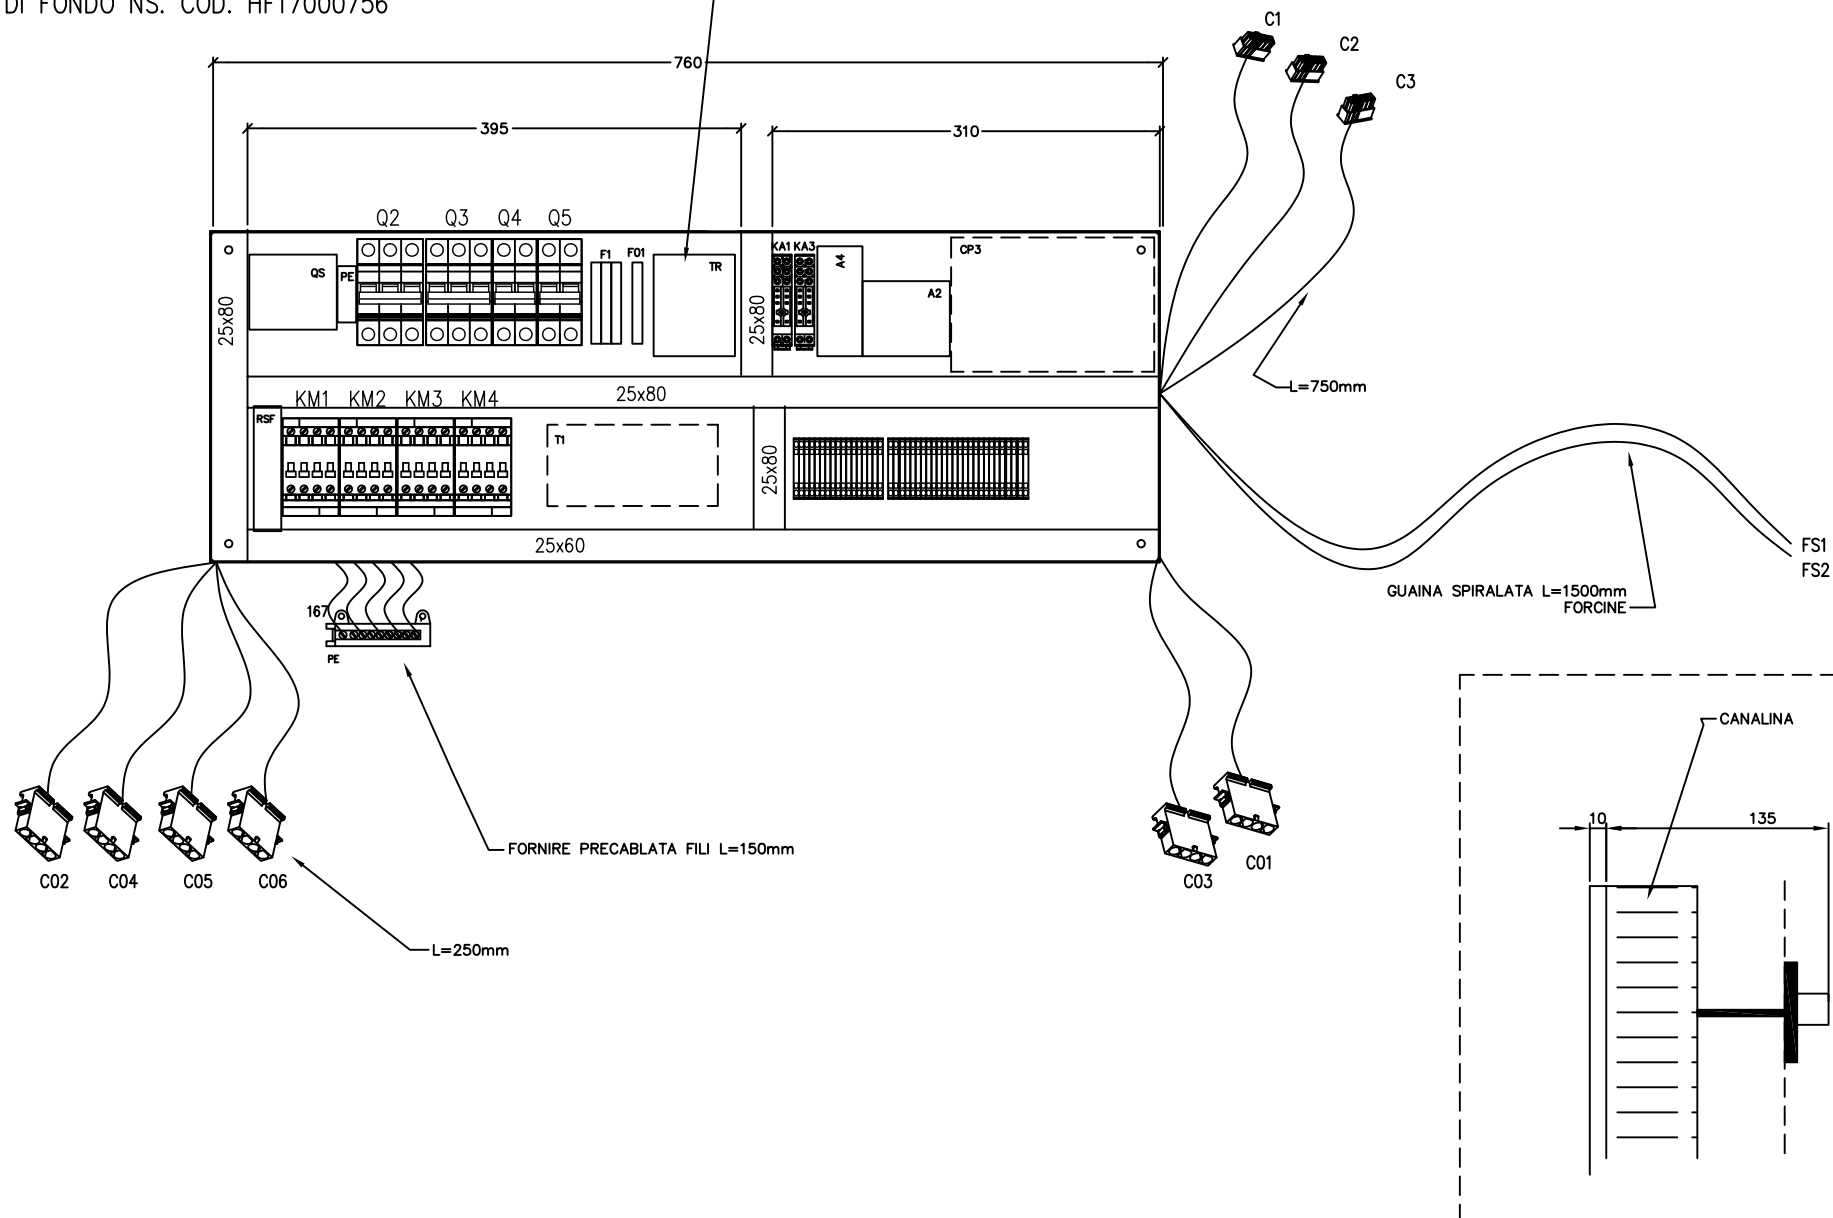 DI FONDO NS. COD. HF17000756
C1
C2
C3
760
395
310
Q2 Q3 Q4 Q5
QS
PE
F1
F01
TR
KA1 KA3
A4
A2
CP3
25x80
25x80
L=750mm
KM1 KM2 KM3 KM4
25x80
RSF
T1
25x80
25x60
FS1
FS2
GUAINA SPIRALATA L=1500mm
FORCINE
167
PE
CANALINA
10
135
FORNIRE PRECABLATA FILI L=150mm
C02 C04 C05 C06
C03
C01
L=250mm